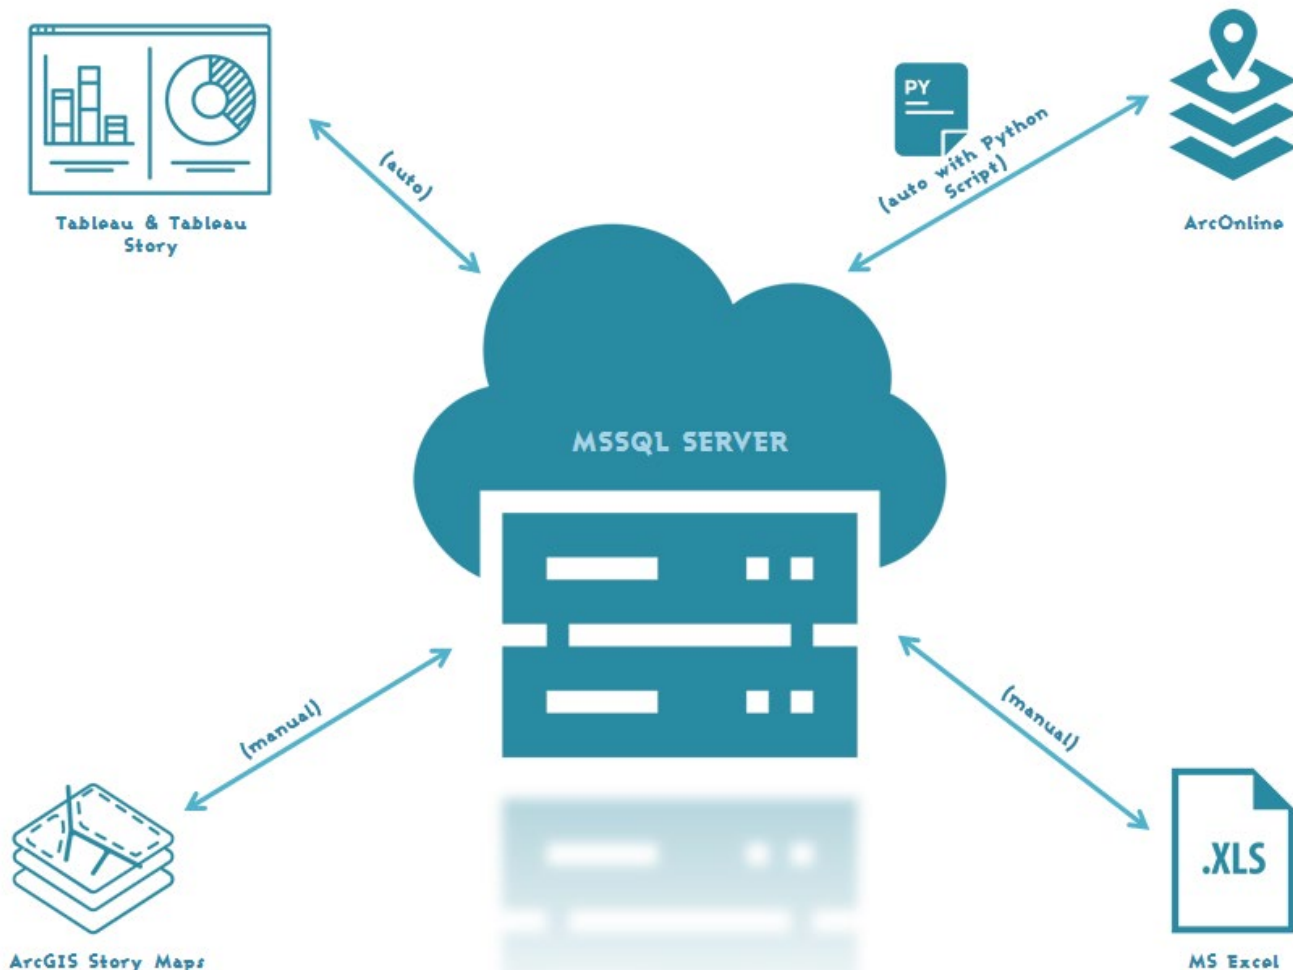 PY
(auto)
(auto with Python
Script)
Tableau & Tableau
Story
ArcOnline
MSSQL SERVER
(manual)
(manual)
.XLS
ArcGIS Story Maps
MS Excel